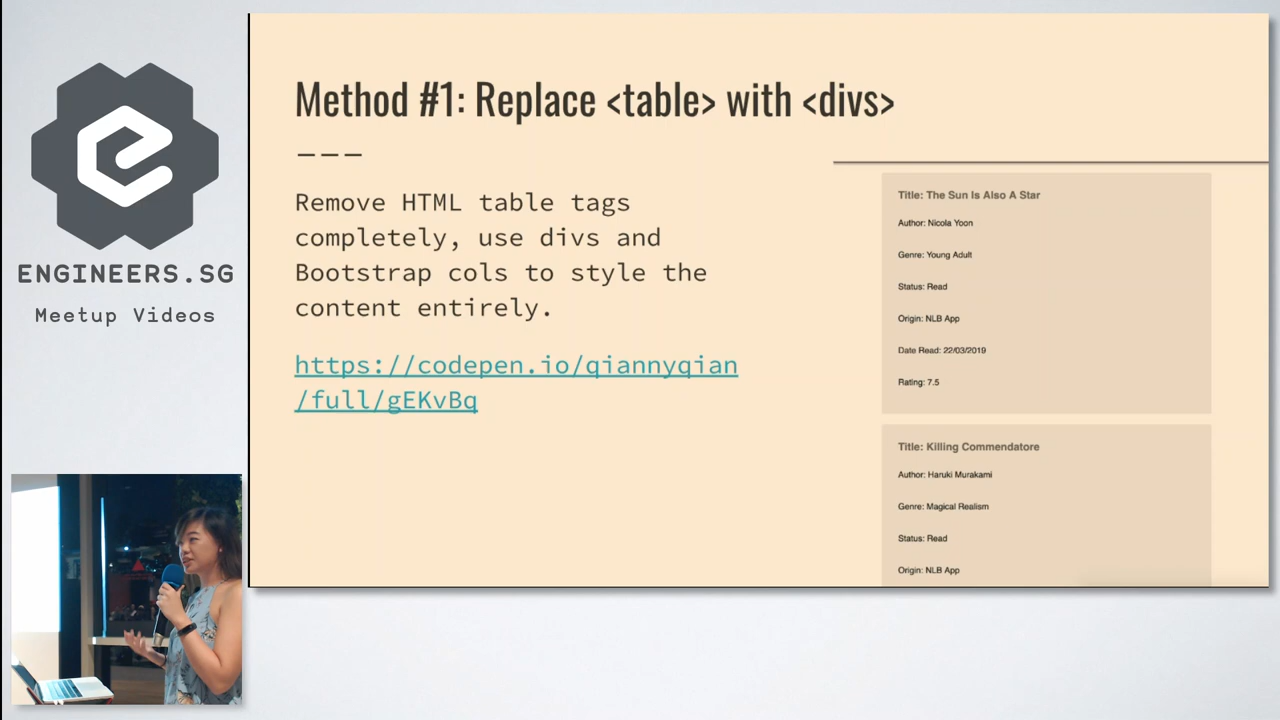 ENGINEERS.SG
Meetup Videos
Method #1: Replace <table> with <divs>
Remove HTML table tags
completely, use divs and
Bootstrap cols to style the
content entirely.
https://codepen.io/qiannyqian
/full/gEKvBq
Title: The Sun Is Also A Star
Author: Nicola Yoon
Genre: Young Adult
Status: Read
Origin: NLB App
Date Read: 22/03/2019
Rating: 7.5
Title: Killing Commendatore
Author: Haruki Murakami
Genre: Magical Realism
Status: Read
Origin: NLB App